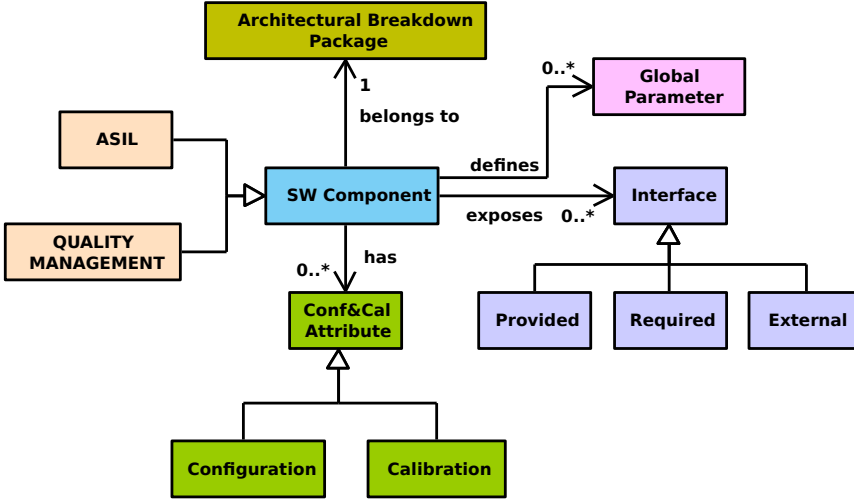 Architectural Breakdown
Package
1
belongs to
0..*
Global
Parameter
ASIL
defines
SW Component
Interface
exposes
0..*
QUALITY
MANAGEMENT
has
0..*
Conf&Cal
Attribute
Provided
Required
External
Configuration
Calibration